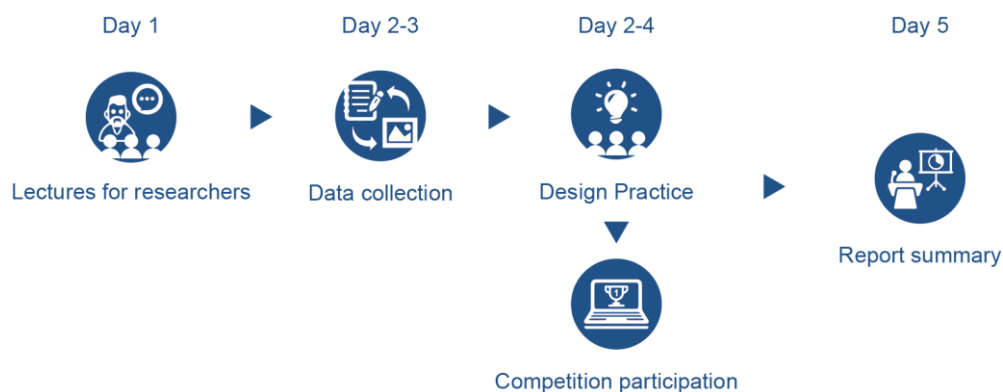 Day 1
Day 2-3
Day 2-4
Day 5
Lectures for researchers
Data collection
Design Practice
Report summary
1
Competition participation